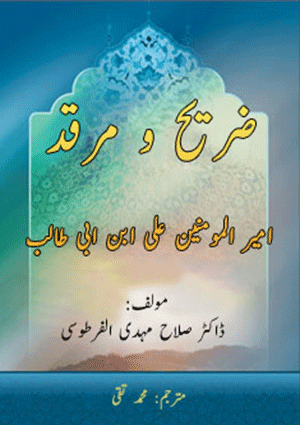 ضریح و مرقد
امیر المومنین علی ابن ابی طالب
مولف:
ڈاکٹر صلاح مہدی الفرطوسی
مترجم: محمد تقی